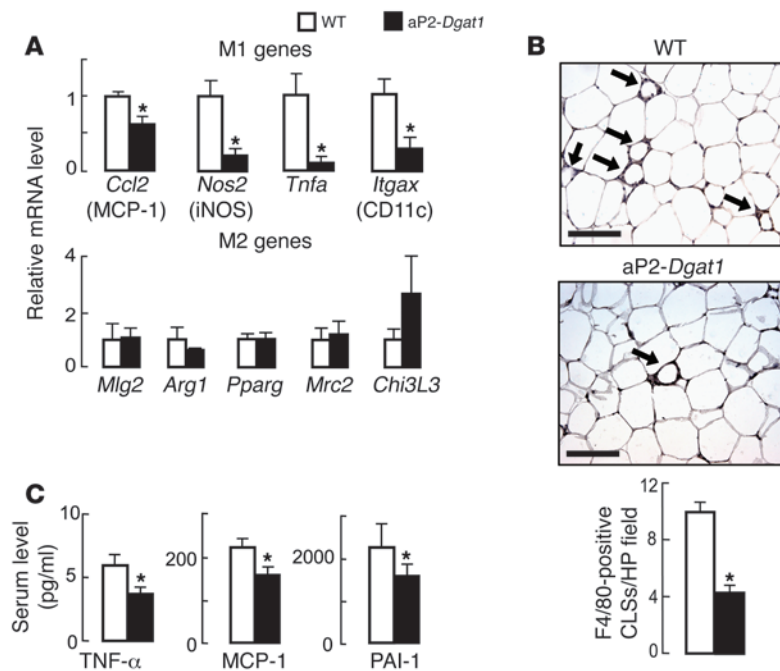 WT aP2-Dgat1
A
M1 genes
Relative mRNA level
1
0
* * * *
Ccl2 Nos2 Tnfa Itgax
(MCP-1) (iNOS) (CD11c)
M2 genes
4
2
0
Mlg2 Arg1 Pparg Mrc2 Chi3L3
B
WT
aP2-Dgat1
F4/80-positive
CLSs/HP field
12
8
4
0
*
C
Serum level
(pg/ml)
10
5
0
*
TNF-α
200
0
*
MCP-1
2000
0
*
PAI-1